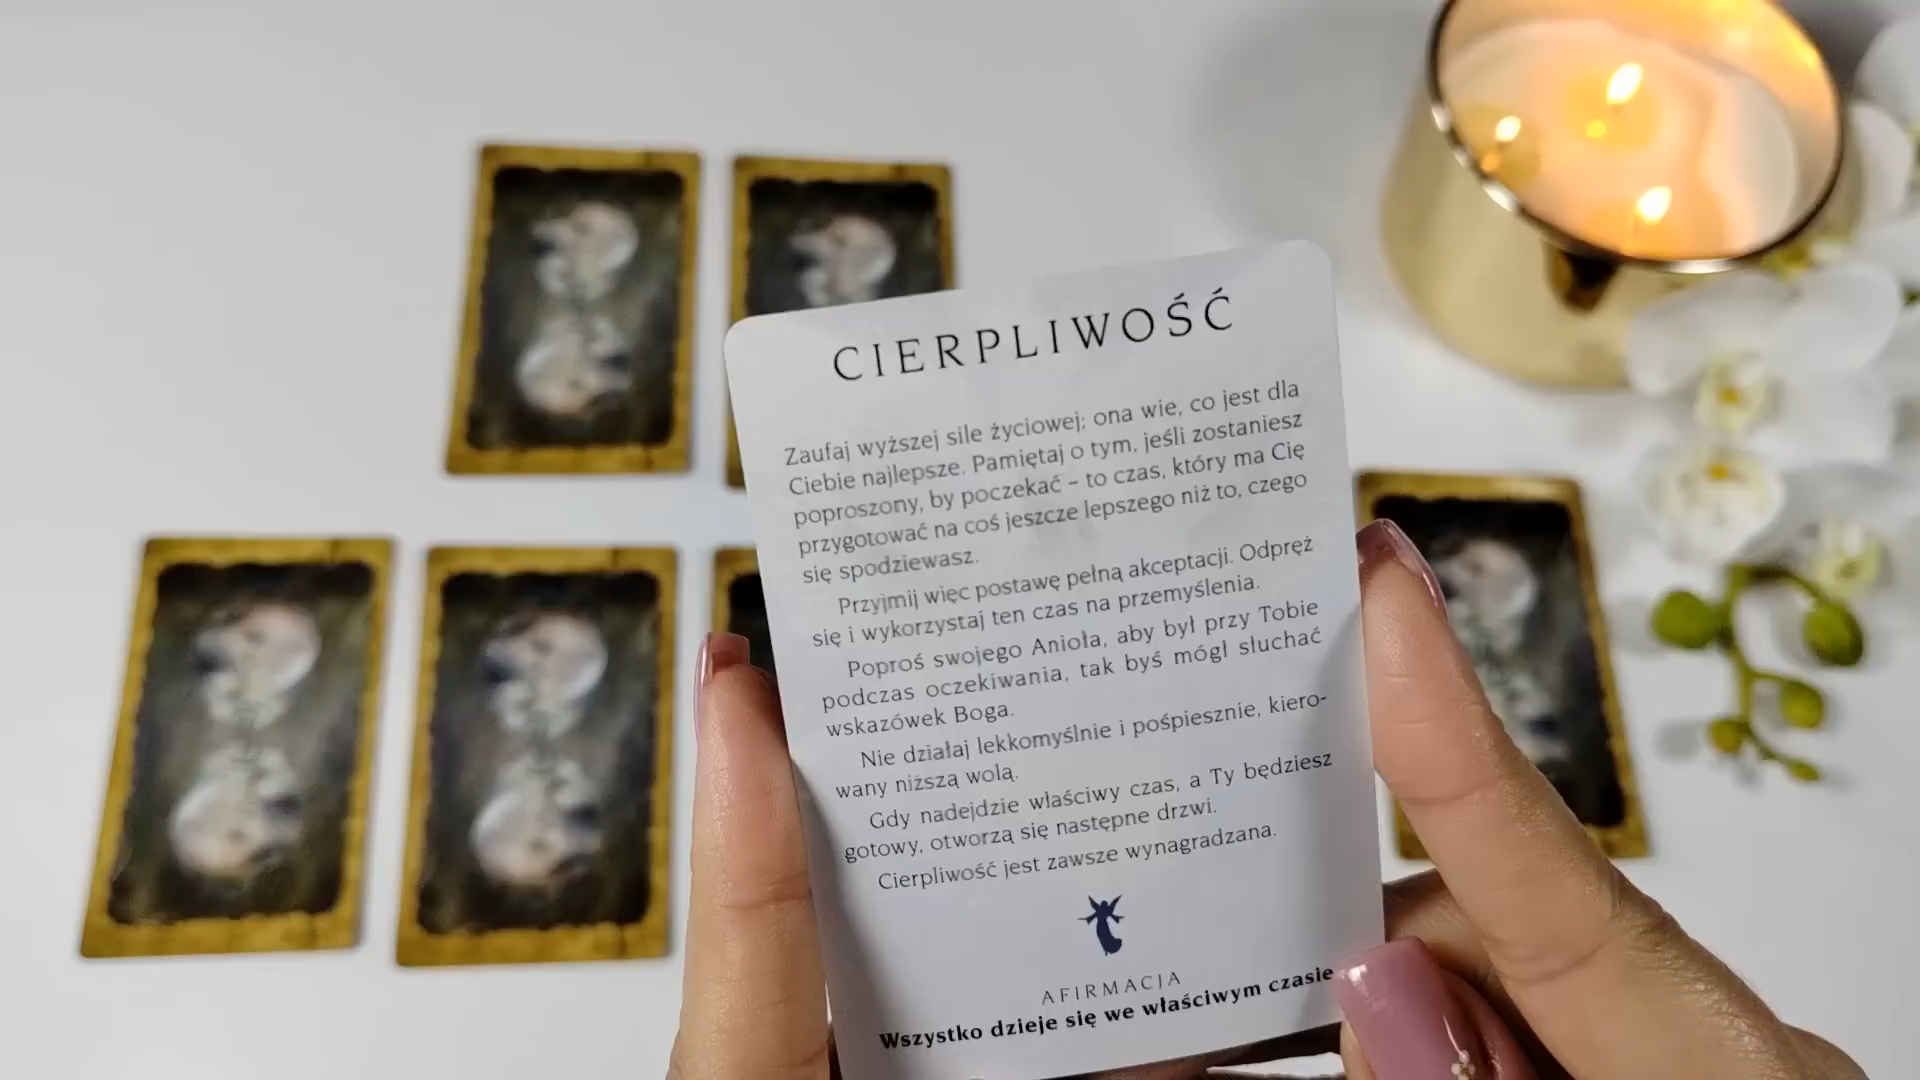 CIERPLIWOŚĆ
Zaufaj wyższej sile życiowej; ona wie, co jest dla
Ciebie najlepsze. Pamiętaj o tym, jeśli zostaniesz
poproszony, by poczekać – to czas, który ma Cię
przygotować na coś jeszcze lepszego niż to, czego
się spodziewasz.
Przyjmij więc postawę pełną akceptacji. Odpręż
się i wykorzystaj ten czas na przemyślenia.
Poproś swojego Anioła, aby był przy Tobie
podczas oczekiwania, tak byś mógł słuchać
wskazówek Boga.
Nie działaj lekkomyślnie i pośpiesznie, kiero-
wany niższą wolą.
Gdy nadejdzie właściwy czas, a Ty będziesz
gotowy, otworzą się następne drzwi.
Cierpliwość jest zawsze wynagradzana.
AFIRMACJA
Wszystko dzieje się we właściwym czasie